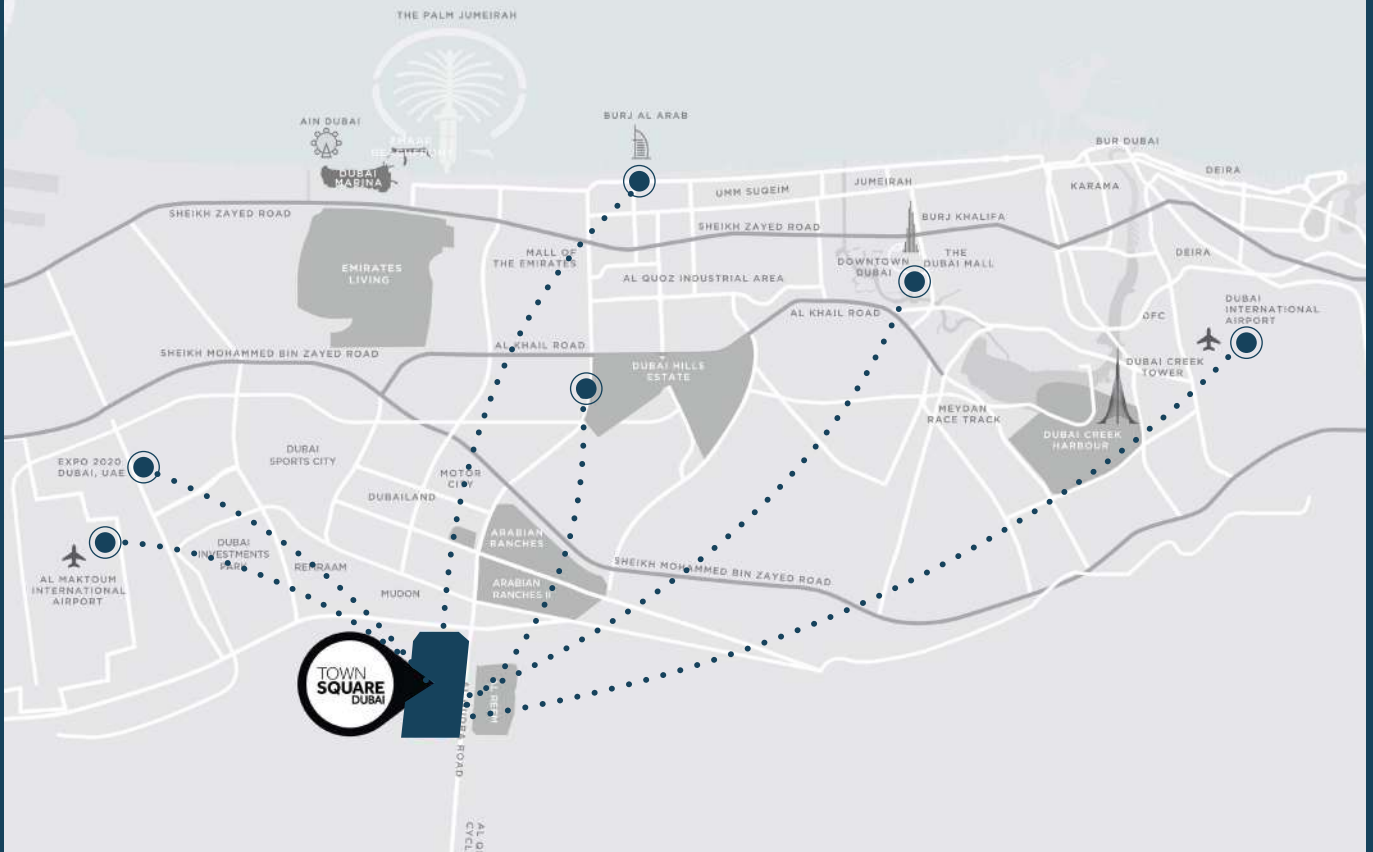 THE PALM JUMEIRAH
AIN DUBAI
BURJ AL ARAB
DUBAI
MARINA
BUR DUBAI
DEIRA
UMM SUQEIM
JUMEIRAH
KARAMA
SHEIKH ZAYED ROAD
SHEIKH ZAYED ROAD
BURJ KHALIFA
MALL OF
THE EMIRATES
EMIRATES
LIVING
AL QUOZ INDUSTRIAL AREA
DOWNTOWN
DUBAI
THE
DUBAI MALL
DEIRA
DUBAI
INTERNATIONAL
AIRPORT
AL KHAIL ROAD
SHEIKH MOHAMMED BIN ZAYED ROAD
AL KHAIL ROAD
DUBAI HILLS
ESTATE
DUBAI CREEK
TOWER
MEYDAN
RACE TRACK
DUBAI CREEK
HARBOUR
DUBAI
SPORTS CITY
EXPO 2020
DUBAI, UAE
MOTOR
CITY
DUBAILAND
ARABIAN
RANCHES
DUBAI
INVESTMENTS
PARK
REMRAAM
SHEIKH MOHAMMED BIN ZAYED ROAD
AL MAKTOUM
INTERNATIONAL
AIRPORT
MUDON
ARABIAN
RANCHES II
TOWN
SQUARE
DUBAI
ROAD